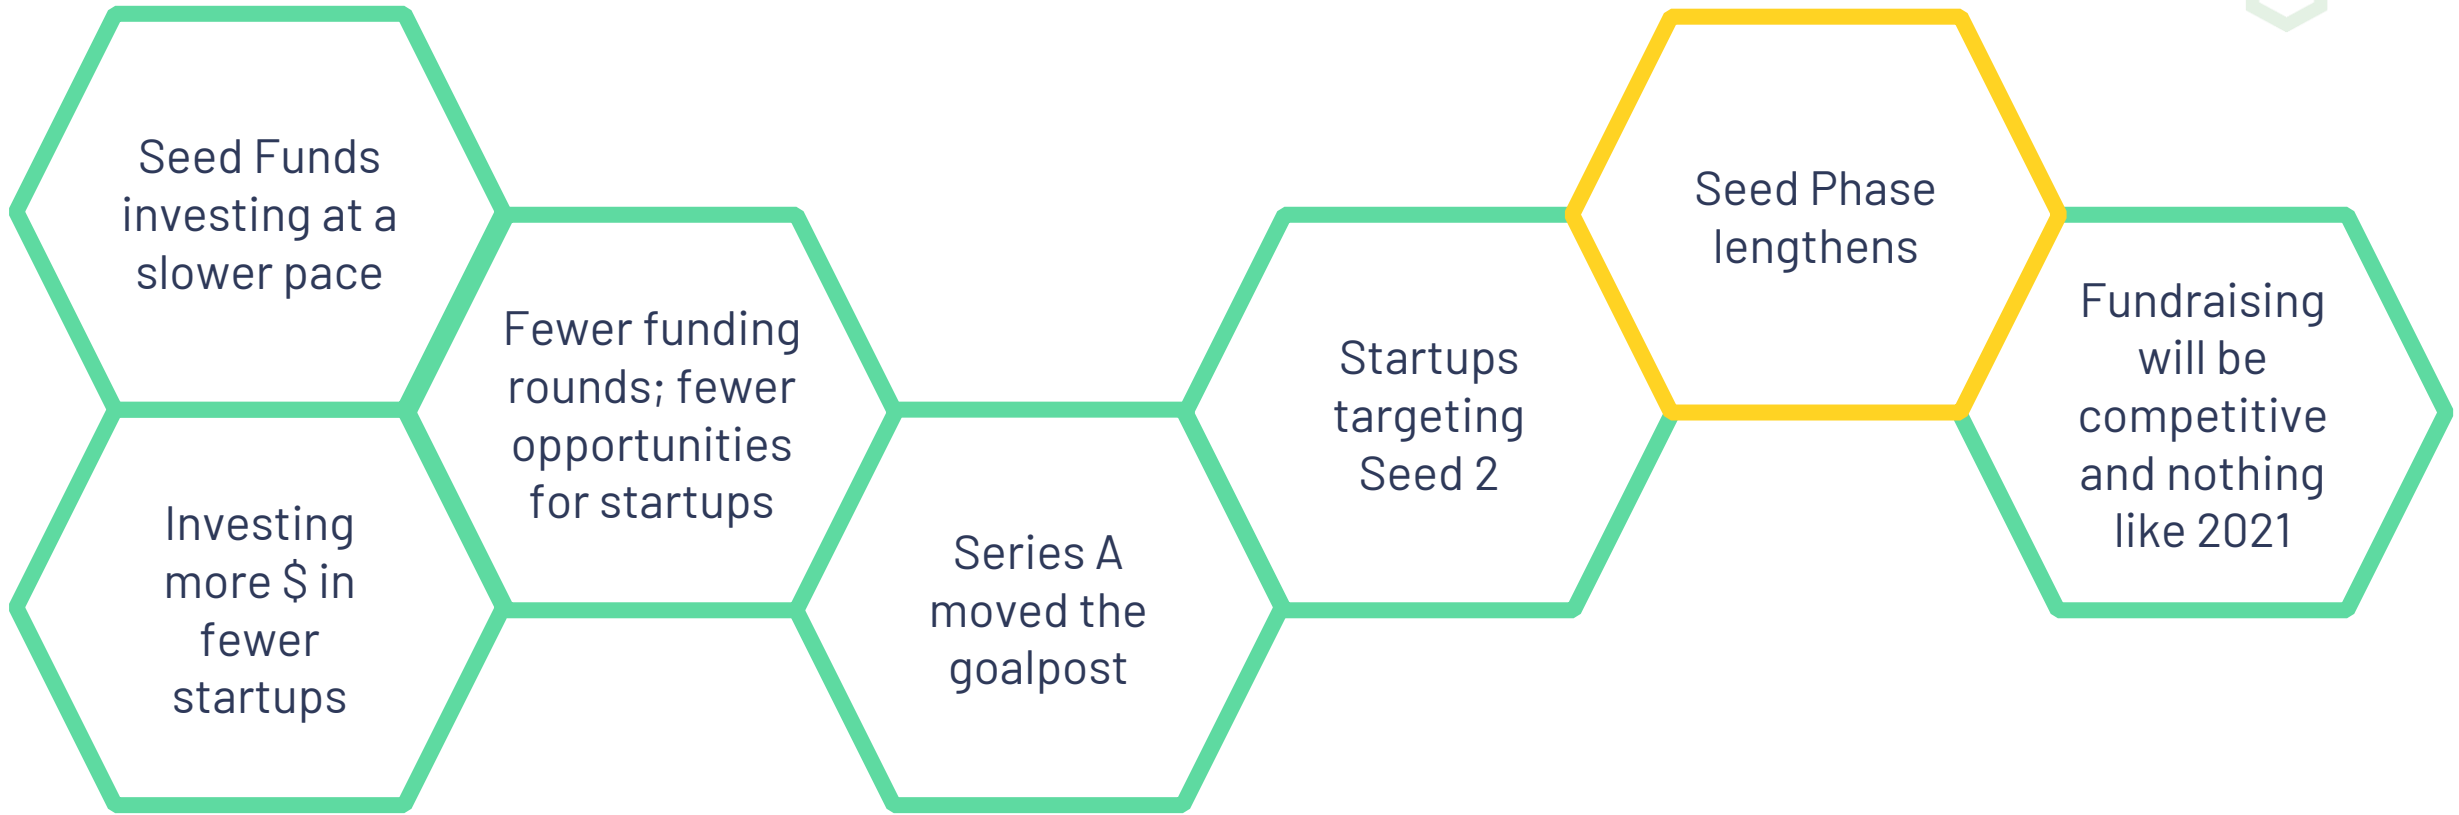 Seed Funds
investing at a
slower pace
Investing
more $ in
fewer
startups
Fewer funding
rounds; fewer
opportunities
for startups
Series A
moved the
goalpost
Startups
targeting
Seed 2
Seed Phase
lengthens
Fundraising
will be
competitive
and nothing
like 2021